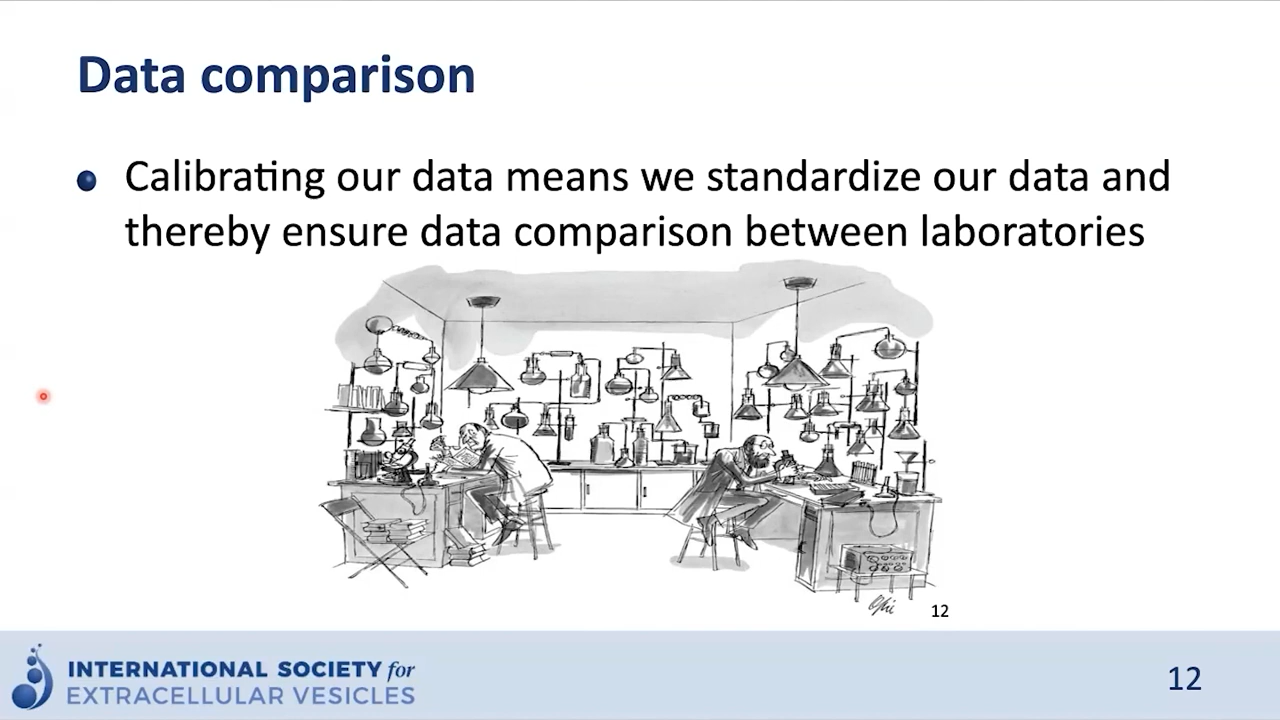 Data comparison
Calibrating our data means we standardize our data and
thereby ensure data comparison between laboratories
12
INTERNATIONAL SOCIETY for
EXTRACELLULAR VESICLES
12